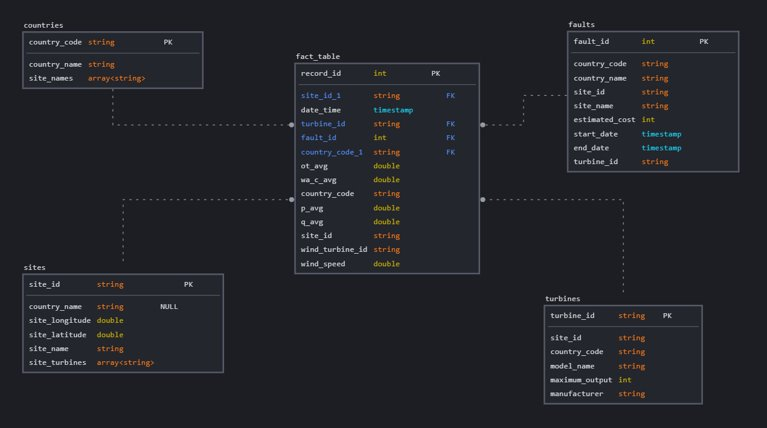 countries
country_code string PK
country_name string
site_names array<string>
fact_table
record_id int PK
site_id_1 string FK
date_time timestamp
turbine_id string FK
fault_id int FK
country_code_1 string FK
ot_avg double
wa_c_avg double
country_code string
p_avg double
q_avg double
site_id string
wind_turbine_id string
wind_speed double
faults
fault_id int PK
country_code string
country_name string
site_id string
site_name string
estimated_cost int
start_date timestamp
end_date timestamp
turbine_id string
sites
site_id string PK
country_name string NULL
site_longitude double
site_latitude double
site_name string
site_turbines array<string>
turbines
turbine_id string PK
site_id string
country_code string
model_name string
maximum_output int
manufacturer string